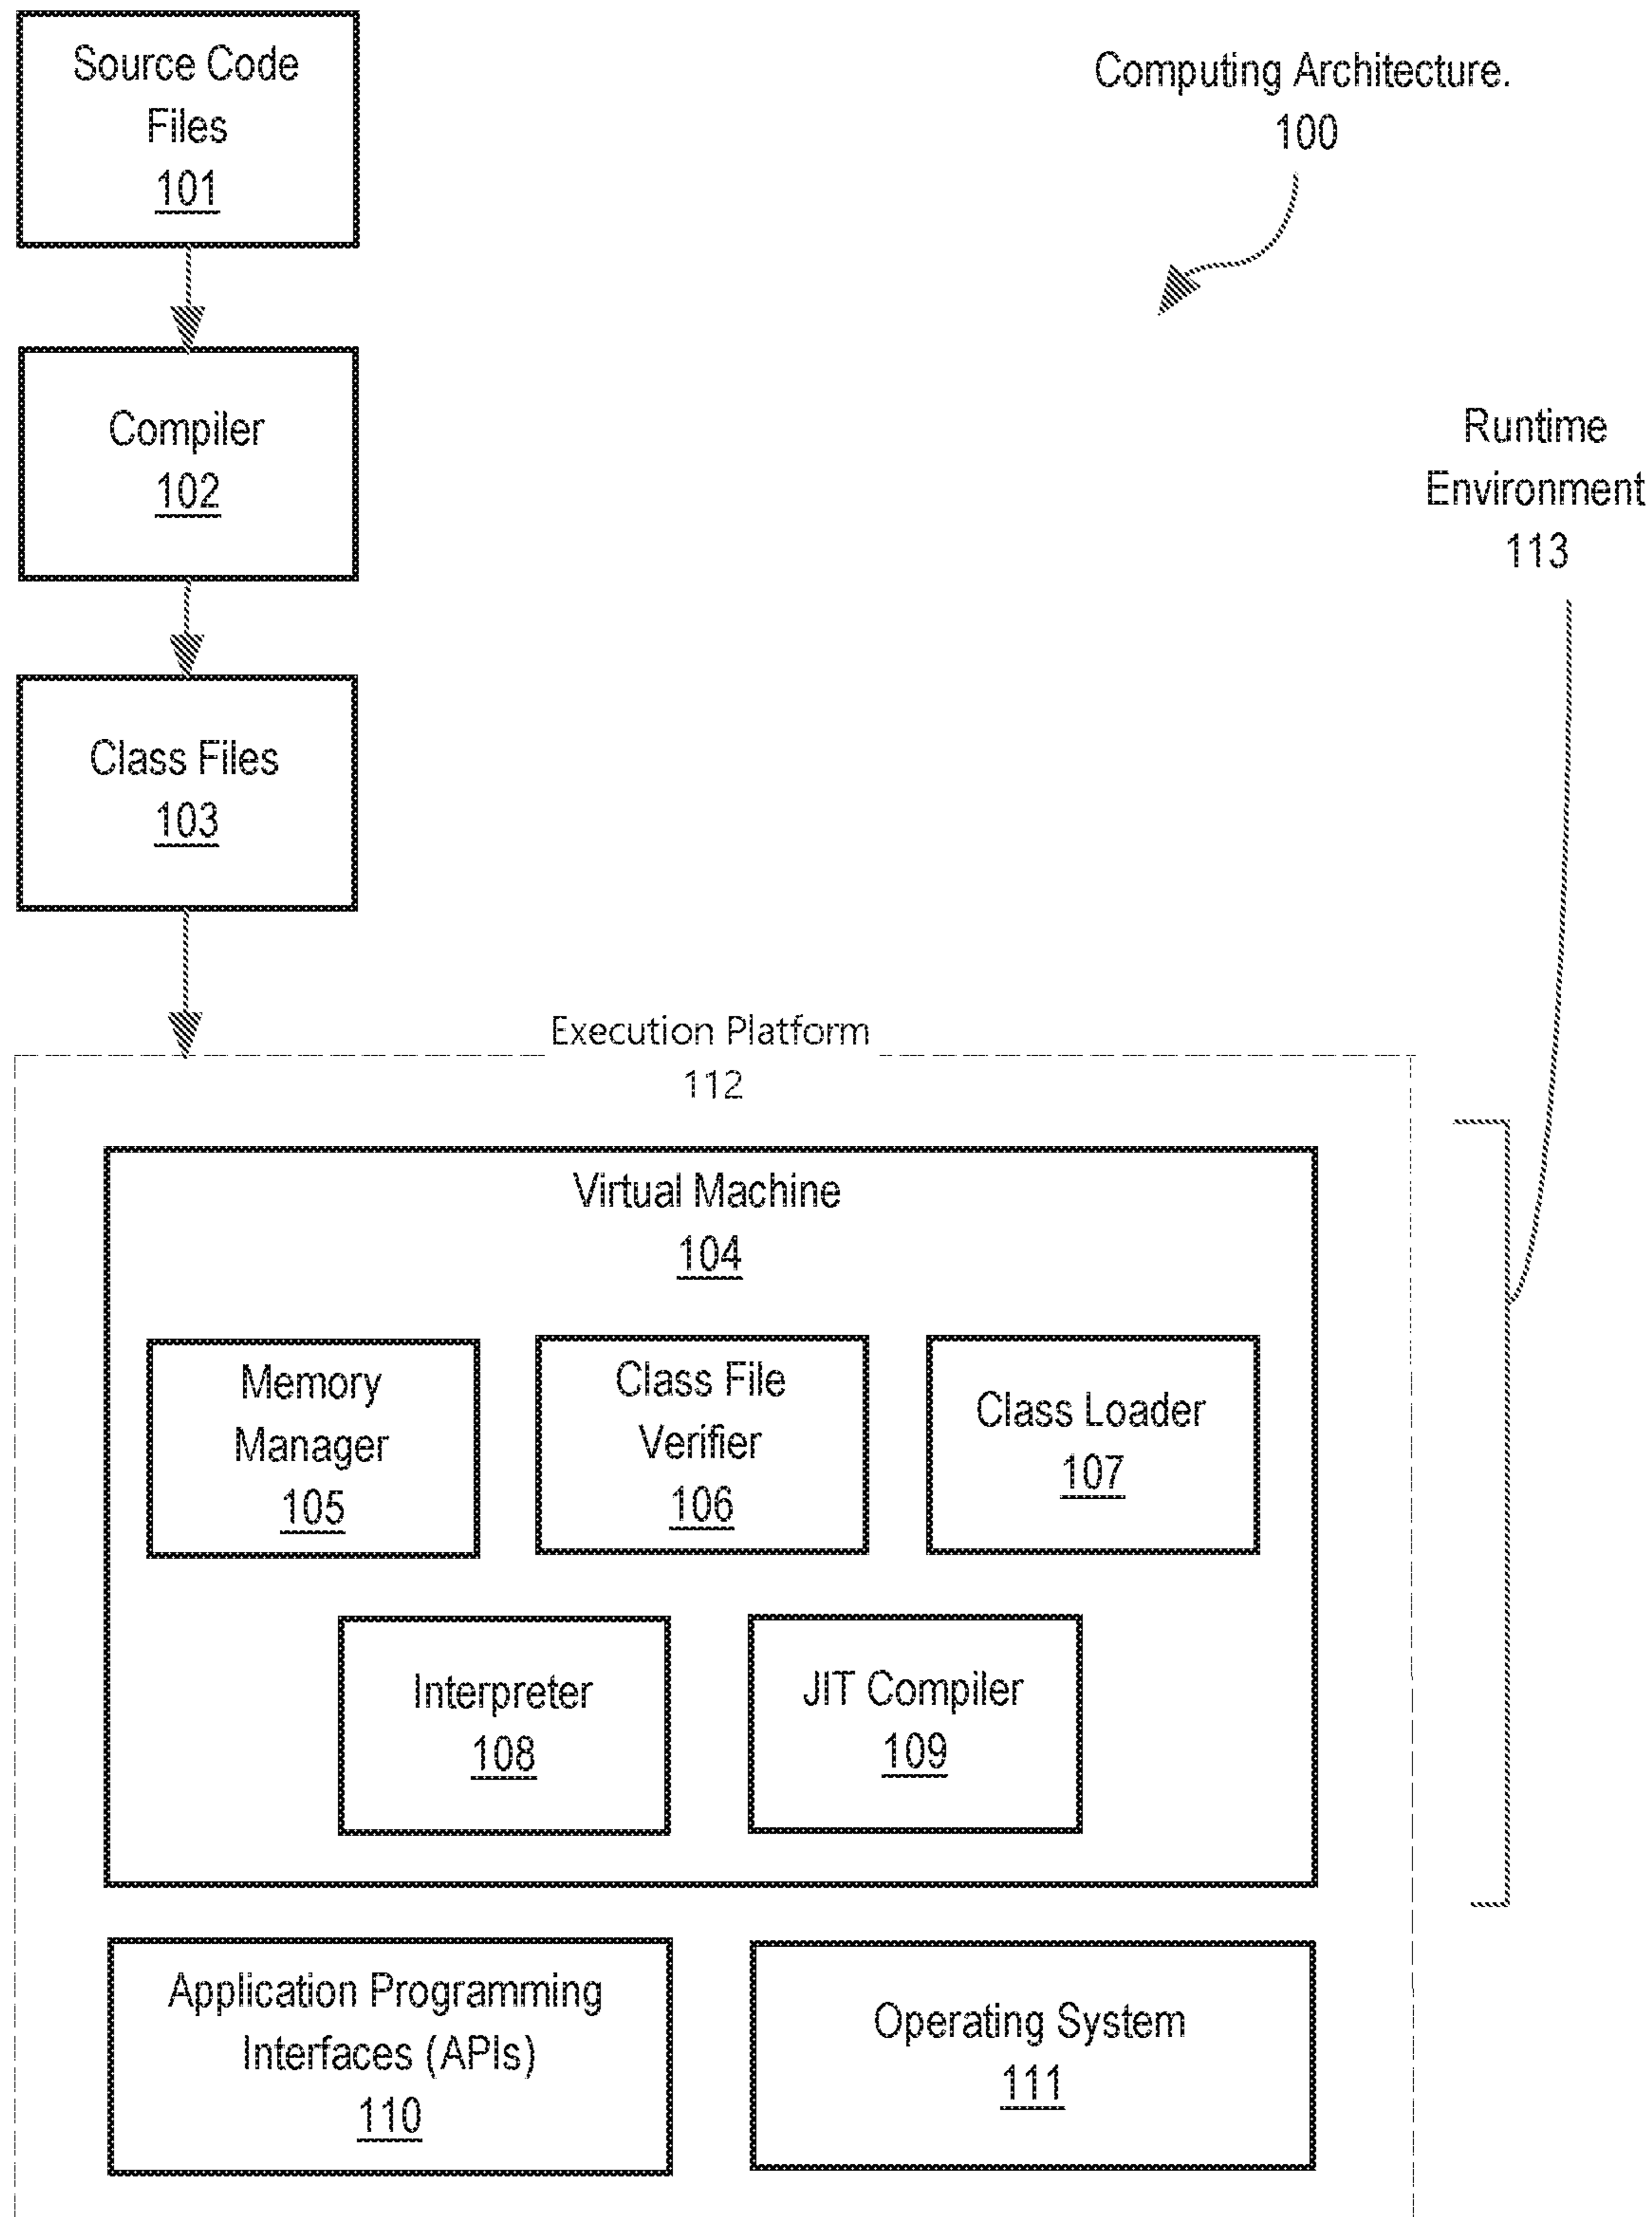 Source Code
Files
101
Computing Architecture.
100
Compiler
102
Runtime
Environment
113
Class Files
103
Execution Platform
112
Virtual Machine
104
Memory
Manager
105
Class File
Verifier
106
Class Loader
107
Interpreter
108
JIT Compiler
109
Application Programming
Interfaces (APIs)
110
Operating System
111